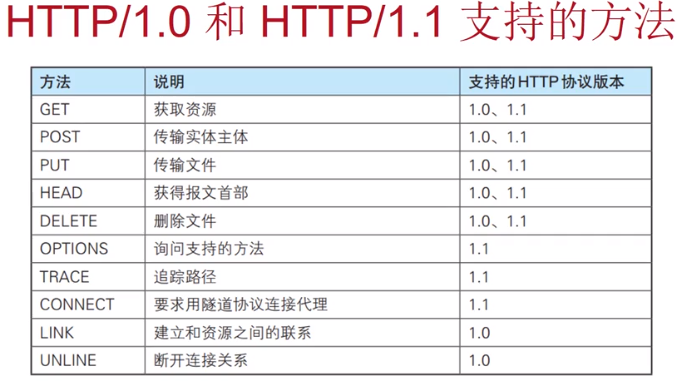 HTTP/1.0 和 HTTP/1.1 支持的方法
方法 说明 支持的HTTP协议版本
GET 获取资源 1.0、1.1
POST 传输实体主体 1.0、1.1
PUT 传输文件 1.0、1.1
HEAD 获得报文首部 1.0、1.1
DELETE 删除文件 1.0、1.1
OPTIONS 询问支持的方法 1.1
TRACE 追踪路径 1.1
CONNECT 要求用隧道协议连接代理 1.1
LINK 建立和资源之间的联系 1.0
UNLINE 断开连接关系 1.0